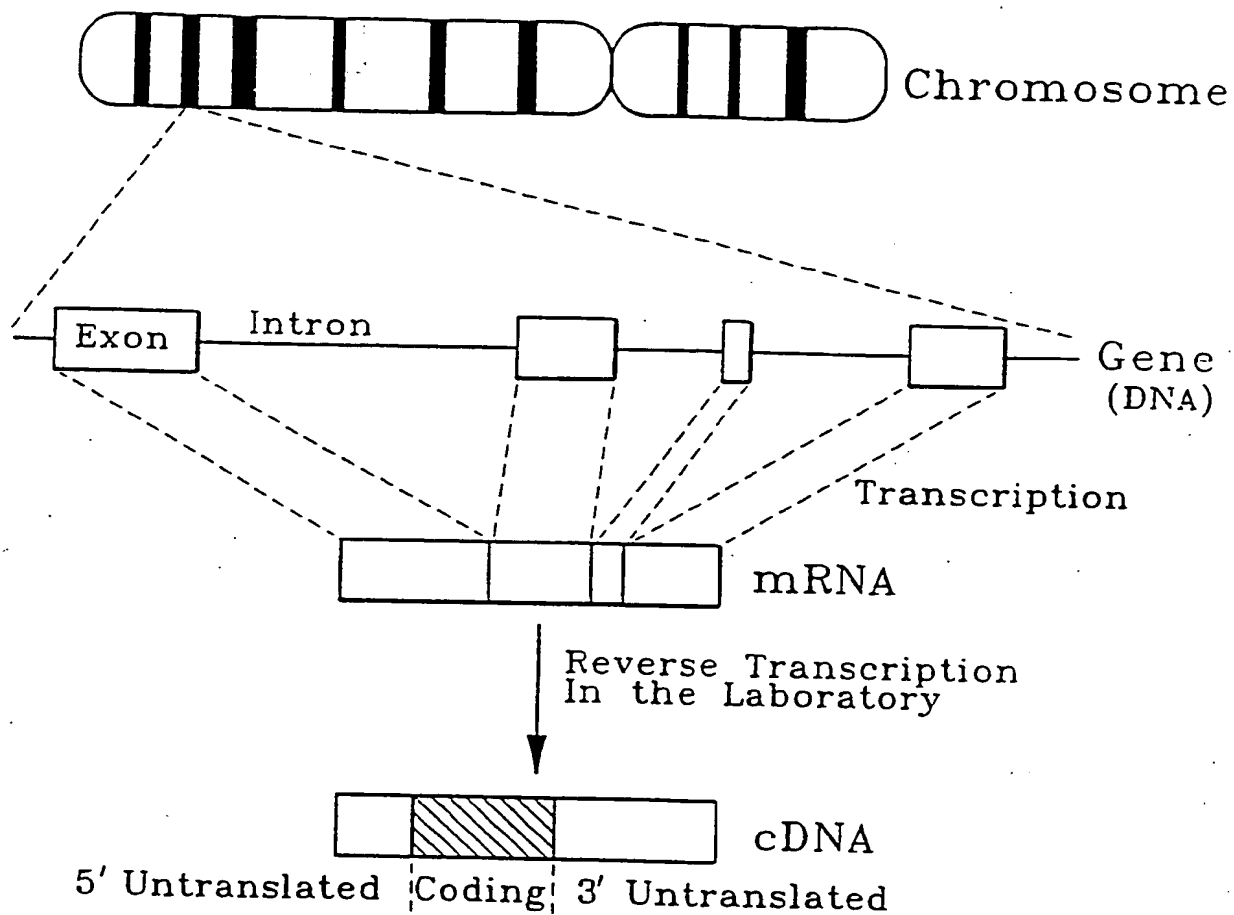 Chromosome
Exon
Intron
Gene
(DNA)
Transcription
mRNA
Reverse Transcription
In the Laboratory
cDNA
5' Untranslated
Coding
3' Untranslated